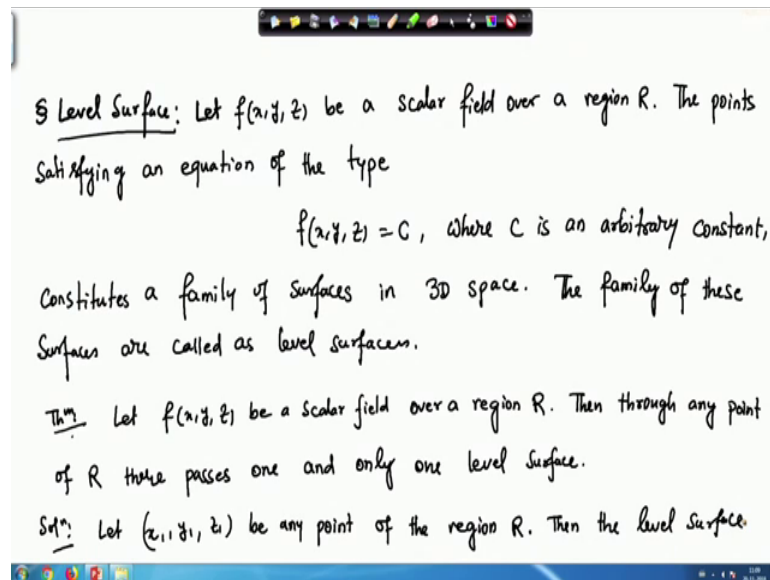 § Level Surface: Let f(x, y, z) be a scalar field over a region R. The points
Satisfying an equation of the type
f(x, y, z) = C, where C is an arbitrary constant,
Constitutes a family of surfaces in 3D space. The family of these
Surfaces are called as level surfaces.
Thm: Let f(x, y, z) be a scalar field over a region R. Then through any point
of R there passes one and only one level surface.
Solⁿ: Let (x₁, y₁, z₁) be any point of the region R. Then the level surface